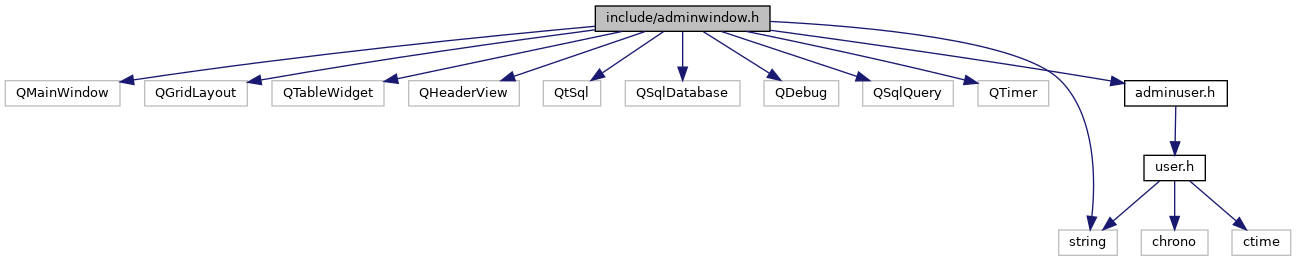 include/adminwindow.h
QMainWindow
QGridLayout
QTableWidget
QHeaderView
QtSql
QSqlDatabase
QDebug
QSqlQuery
QTimer
adminuser.h
user.h
string
chrono
ctime